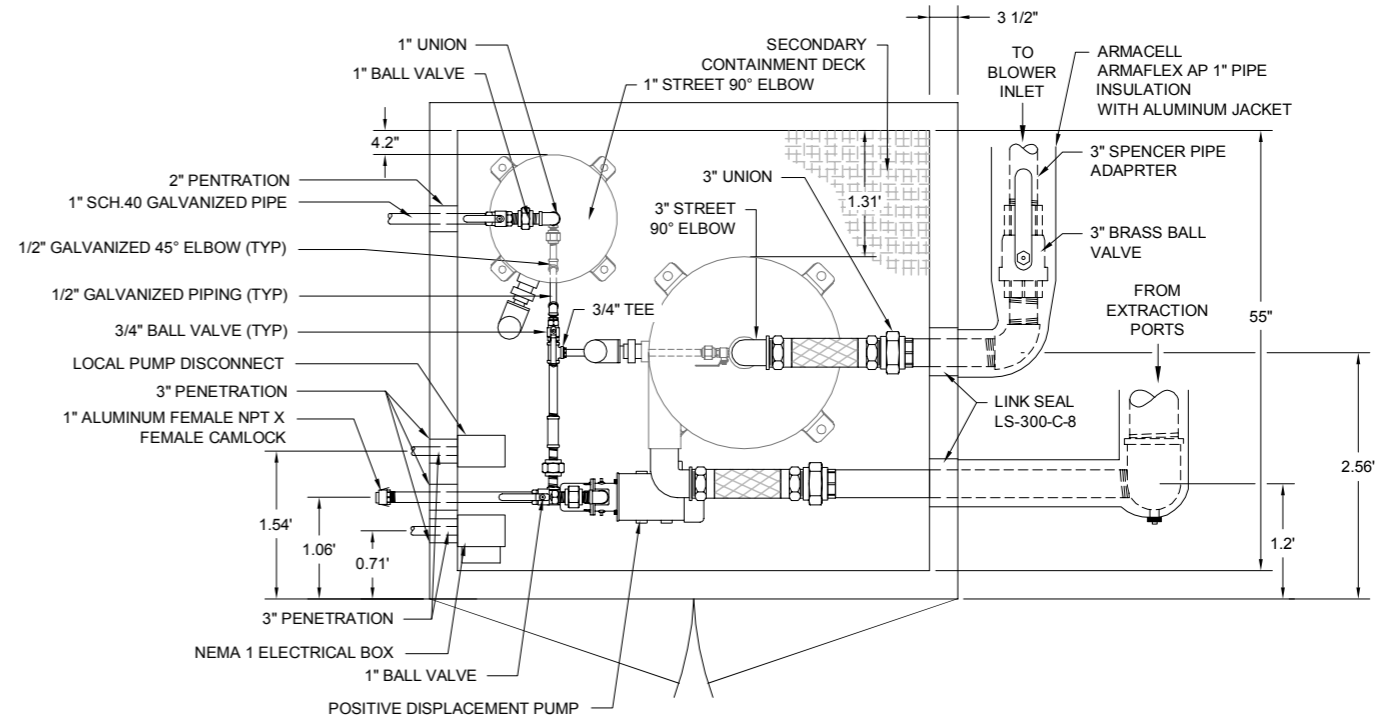 3 1/2"
1" UNION
1" BALL VALVE
SECONDARY
CONTAINMENT DECK
1" STREET 90° ELBOW
TO
BLOWER
INLET
ARMACELL
ARMAFLEX AP 1" PIPE
INSULATION
WITH ALUMINUM JACKET
4.2"
2" PENTRATION
1" SCH.40 GALVANIZED PIPE
3" UNION
1.31'
3" SPENCER PIPE
ADAPRTER
3" STREET
90° ELBOW
3" BRASS BALL
VALVE
1/2" GALVANIZED 45° ELBOW (TYP)
1/2" GALVANIZED PIPING (TYP)
3/4" TEE
FROM
EXTRACTION
PORTS
55"
3/4" BALL VALVE (TYP)
LOCAL PUMP DISCONNECT
3" PENETRATION
1" ALUMINUM FEMALE NPT X
FEMALE CAMLOCK
LINK SEAL
LS-300-C-8
2.56'
1.54'
1.06'
0.71'
1.2'
3" PENETRATION
NEMA 1 ELECTRICAL BOX
1" BALL VALVE
POSITIVE DISPLACEMENT PUMP